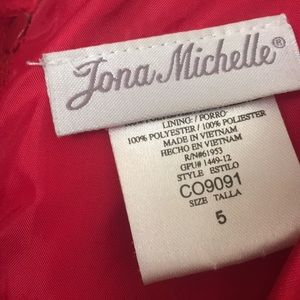 Jona Michelle®
LINING: / FORRO
100% POLYESTER / 100% POLIESTER
MADE IN VIETNAM
HECHO EN VIETNAM
R/N#61953
GPU# 1449-12
STYLE ESTILO
CO9091
SIZE TALLA
5